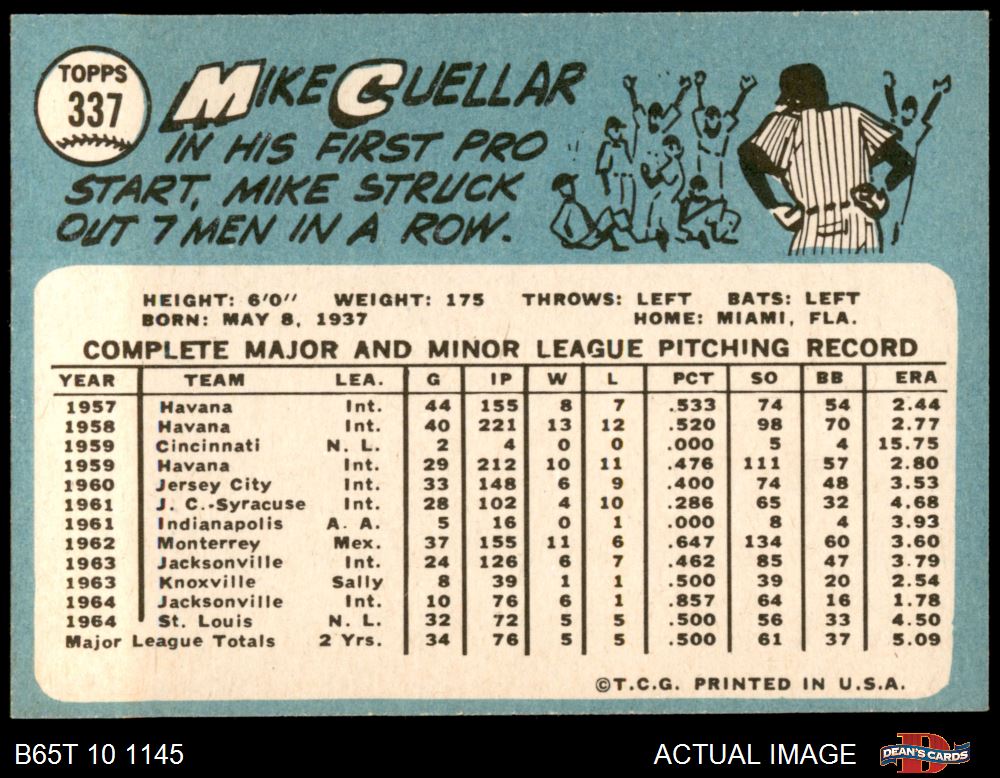 TOPPS
337
MIKE CUELLAR
IN HIS FIRST PRO
START, MIKE STRUCK
OUT 7 MEN IN A ROW.
HEIGHT: 6'0" WEIGHT: 175 THROWS: LEFT BATS: LEFT
BORN: MAY 8, 1937 HOME: MIAMI, FLA.
COMPLETE MAJOR AND MINOR LEAGUE PITCHING RECORD
YEAR TEAM LEA. G IP W L PCT SO BB ERA
1957 Havana Int. 44 155 8 7 .533 74 54 2.44
1958 Havana Int. 40 221 13 12 .520 98 70 2.77
1959 Cincinnati N. L. 2 4 0 0 .000 5 4 15.75
1959 Havana Int. 29 212 10 11 .476 111 57 2.80
1960 Jersey City Int. 33 148 6 9 .400 74 48 3.53
1961 J. C.-Syracuse Int. 28 102 4 10 .286 65 32 4.68
1961 Indianapolis A. A. 5 16 0 1 .000 8 4 3.93
1962 Monterrey Mex. 37 155 11 6 .647 134 60 3.60
1963 Jacksonville Int. 24 126 6 7 .462 85 47 3.79
1963 Knoxville Sally 8 39 1 1 .500 39 20 2.54
1964 Jacksonville Int. 10 76 6 1 .857 64 16 1.78
1964 St. Louis N. L. 32 72 5 5 .500 56 33 4.50
Major League Totals 2 Yrs. 34 76 5 5 .500 61 37 5.09
©T.C.G. PRINTED IN U.S.A.
B65T 10 1145 ACTUAL IMAGE DEAN'S CARDS